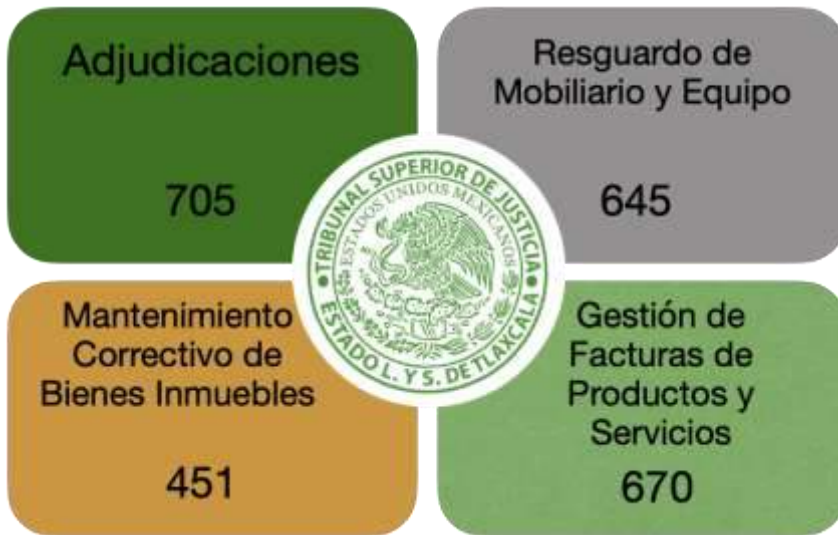 Adjudicaciones
705
Resguardo de
Mobiliario y Equipo
645
TRIBUNAL SUPERIOR DE JUSTICIA
ESTADOS UNIDOS MEXICANOS
ESTADO L. Y S. DE TLAXCALA
Mantenimiento
Correctivo de
Bienes Inmuebles
451
Gestión de
Facturas de
Productos y
Servicios
670